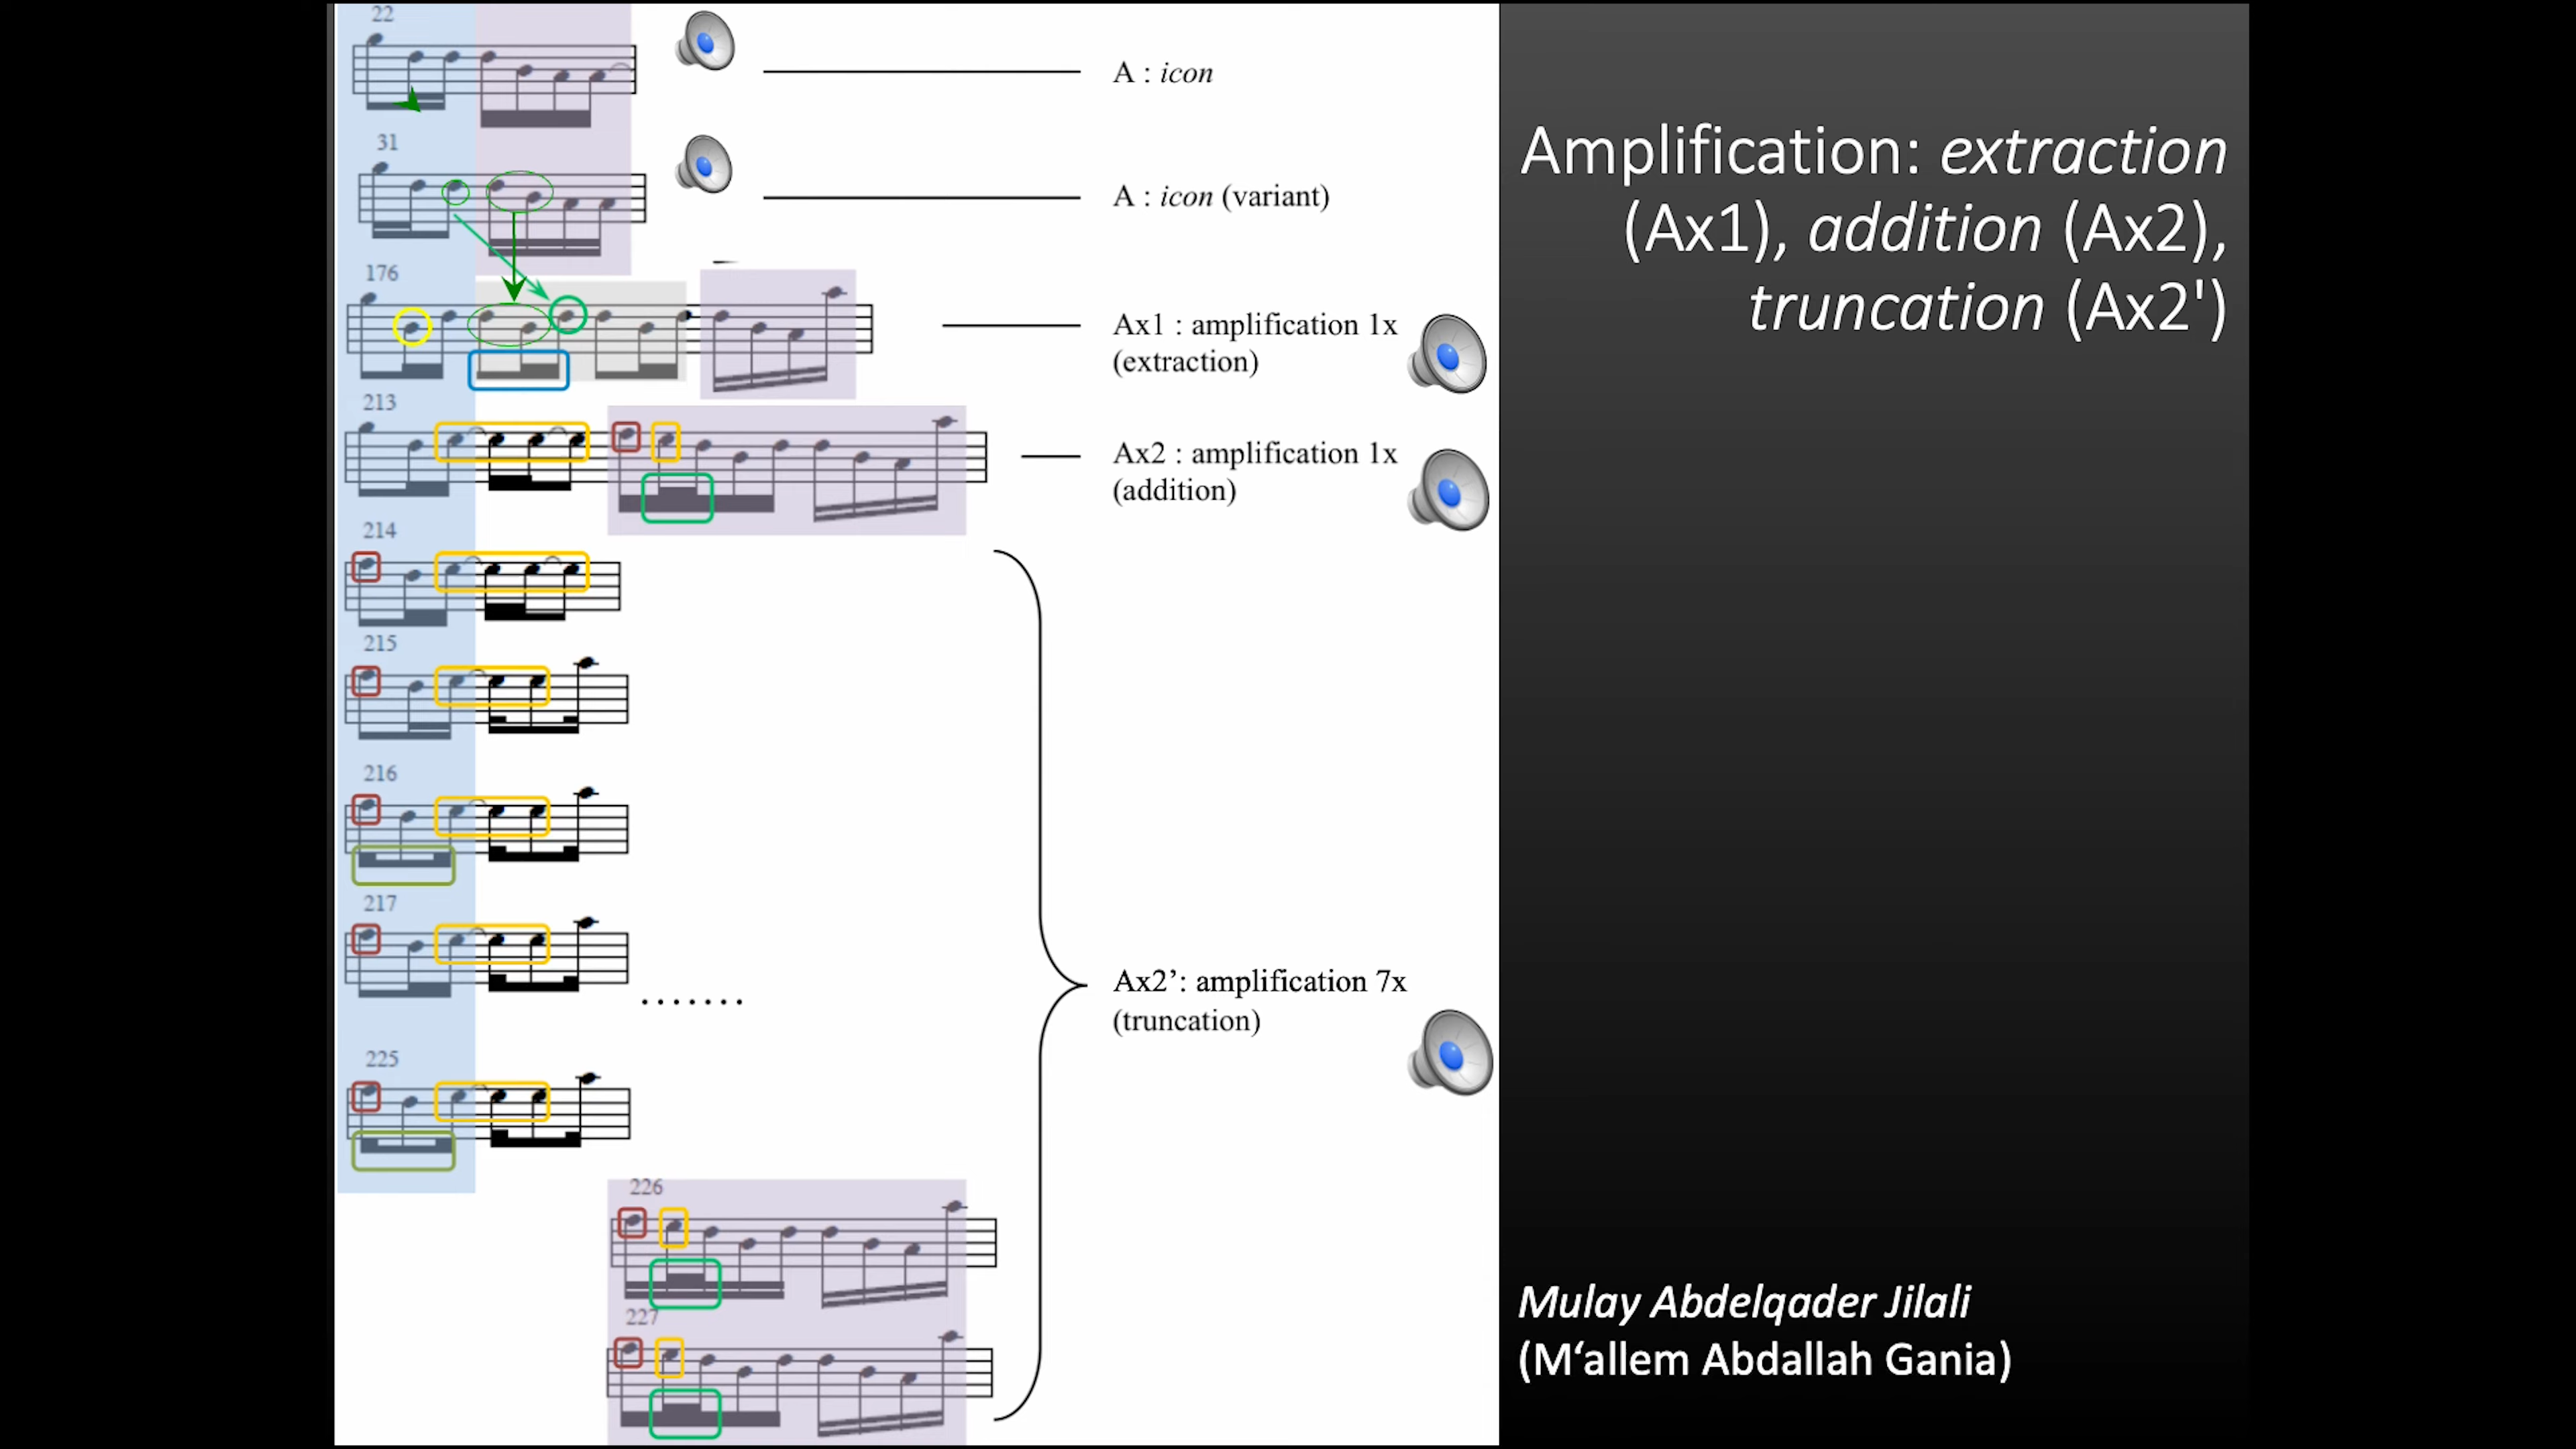 22
A : icon
31
A : icon (variant)
176
Ax1 : amplification 1x
(extraction)
213
Ax2 : amplification 1x
(addition)
214
215
216
217
.......
Ax2’: amplification 7x
(truncation)
225
226
227
Amplification: extraction
(Ax1), addition (Ax2),
truncation (Ax2')
Mulay Abdelqader Jilali
(M‘allem Abdallah Gania)